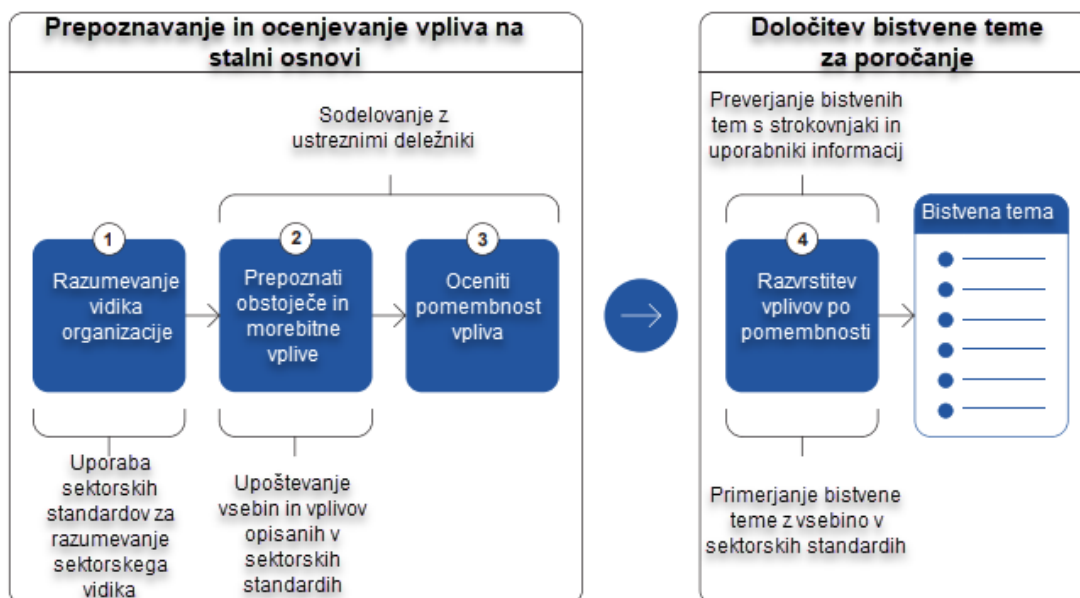 Prepoznavanje in ocenjevanje vpliva na
stalni osnovi
Sodelovanje z
ustreznimi deležniki
1
Razumevanje
vidika
organizacije
2
Prepoznati
obstoječe in
morebitne
vplive
3
Oceniti
pomembnost
vpliva
Uporaba
sektorskih
standardov za
razumevanje
sektorskega
vidika
Upoštevanje
vsebin in vplivov
opisanih v
sektorskih
standardih
Določitev bistvene teme
za poročanje
Preverjanje bistvenih
tem s strokovnjaki in
uporabniki informacij
4
Razvrstitev
vplivov po
pomembnosti
Bistvena tema
Primerjanje bistvene
teme z vsebino v
sektorskih standardih